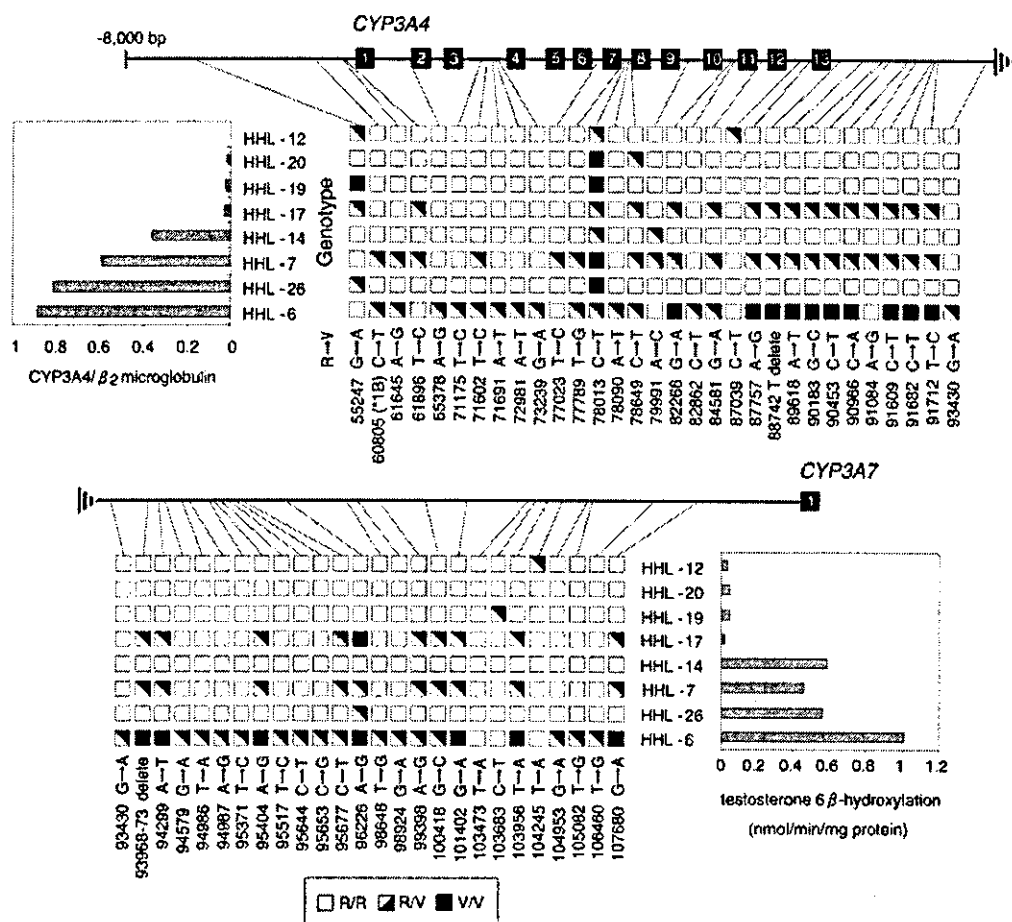 CYP3A4
-8,000 bp
1 2 3 4 5 6 7 8 9 10 11 12 13
HHL -12
HHL -20
HHL -19
HHL -17
HHL -14
HHL -7
HHL -26
HHL -6
1 0.8 0.6 0.4 0.2 0
CYP3A4/β2 microglobulin
Genotype
R→V
55247 G→A
60805 (*1B) C→T
61645 A→G
61896 T→C
65378 A→G
71175 T→C
71602 T→C
71691 A→T
72981 A→T
73239 G→A
77023 T→C
77789 T→G
78013 C→T
78090 A→T
78649 C→T
79991 A→C
82266 G→A
82862 C→T
84581 G→A
87039 C→T
87757 A→G
88742 T delete
89618 A→T
90183 G→C
90453 C→T
90966 C→A
91084 A→G
91609 C→T
91682 C→T
91712 T→C
93430 G→A
CYP3A7
1
HHL -12
HHL -20
HHL -19
HHL -17
HHL -14
HHL -7
HHL -26
HHL -6
93430 G→A
93968-73 delete
94289 A→T
94579 G→A
94986 T→A
94987 A→G
95371 T→C
95404 A→G
95517 T→C
95644 C→T
95653 C→G
95677 C→T
96226 A→G
98648 T→G
98924 G→A
99398 A→G
100418 G→C
101402 G→A
103473 T→A
103683 C→T
103956 T→A
104245 T→A
104953 G→A
105082 T→G
106460 T→G
107680 G→A
0 0.2 0.4 0.6 0.8 1 1.2
testosterone 6β-hydroxylation
(nmol/min/mg protein)
R/R R/V V/V